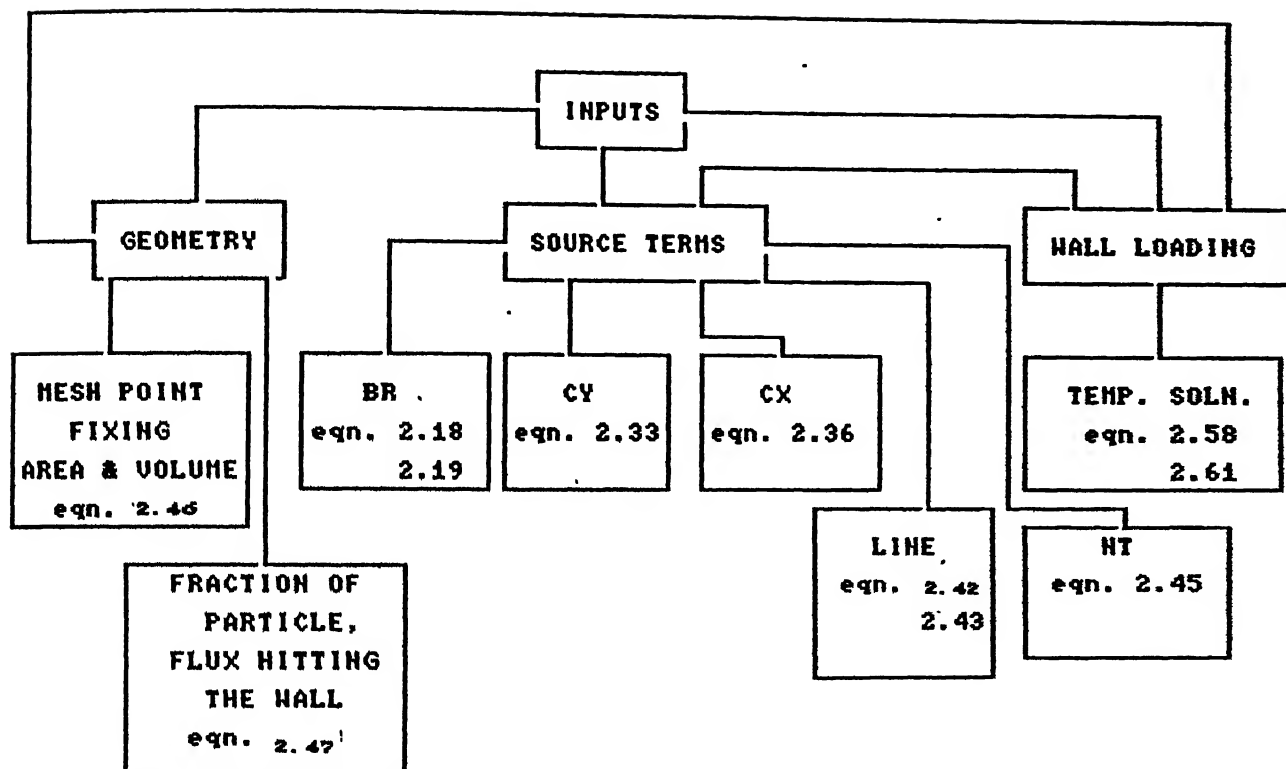 INPUTS
GEOMETRY
SOURCE TERMS
WALL LOADING
MESH POINT
FIXING
AREA & VOLUME
eqn. 2.46
BR
eqn. 2.18
2.19
CY
eqn. 2.33
CX
eqn. 2.36
TEMP. SOLN.
eqn. 2.58
2.61
LINE
eqn. 2.42
2.43
NT
eqn. 2.45
FRACTION OF
PARTICLE,
FLUX HITTING
THE WALL
eqn. 2.47